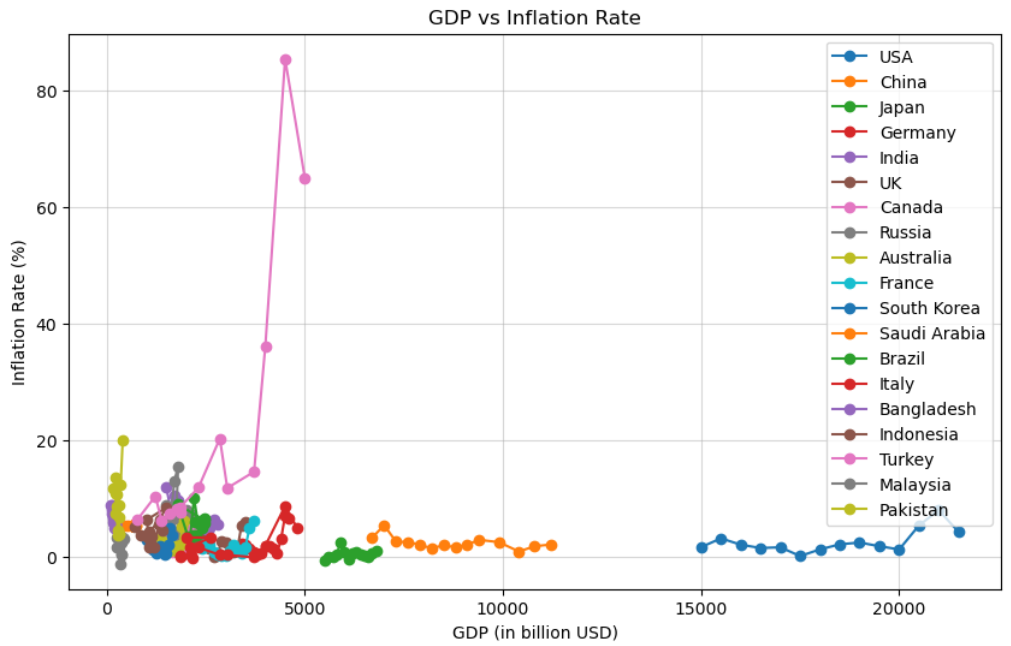 GDP vs Inflation Rate
USA
China
Japan
Germany
India
UK
Canada
Russia
Australia
France
South Korea
Saudi Arabia
Brazil
Italy
Bangladesh
Indonesia
Turkey
Malaysia
Pakistan
80
60
40
20
0
Inflation Rate (%)
0 5000 10000 15000 20000
GDP (in billion USD)